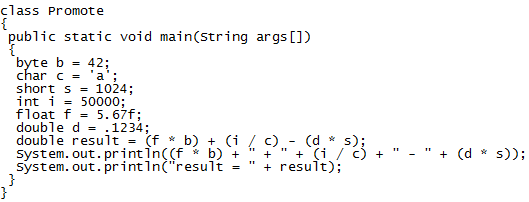 class Promote
{
public static void main(String args[])
{
byte b = 42;
char c = 'a';
short s = 1024;
int i = 50000;
float f = 5.67f;
double d = .1234;
double result = (f * b) + (i / c) - (d * s);
System.out.println((f * b) + " + " + (i / c) + " - " + (d * s));
System.out.println("result = " + result);
}
}